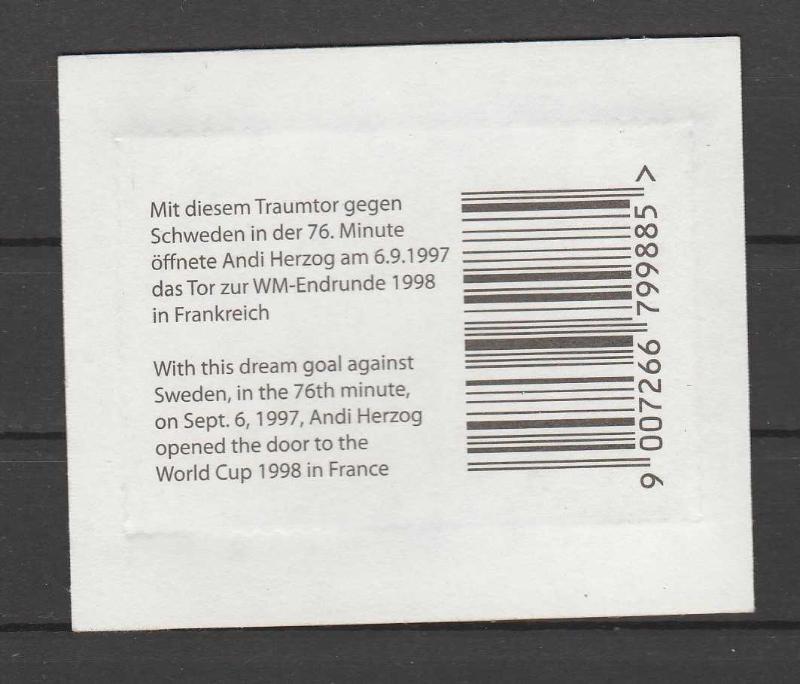 Mit diesem Traumtor gegen
Schweden in der 76. Minute
öffnete Andi Herzog am 6.9.1997
das Tor zur WM-Endrunde 1998
in Frankreich
With this dream goal against
Sweden, in the 76th minute,
on Sept. 6, 1997, Andi Herzog
opened the door to the
World Cup 1998 in France
9 007266 799885 >